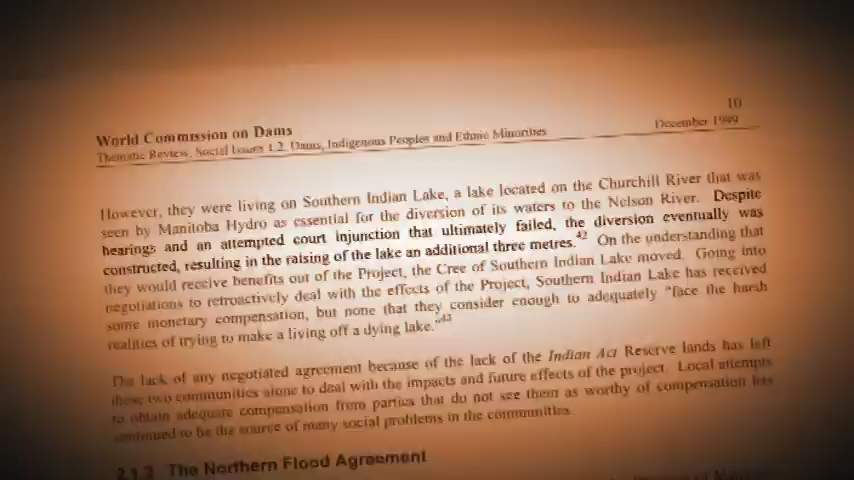 10
World Commission on Dams
December 1999
Thematic Review, Social Issues 1.2. Dams, Indigenous Peoples and Ethnic Minorities
However, they were living on Southern Indian Lake, a lake located on the Churchill River that was
seen by Manitoba Hydro as essential for the diversion of its waters to the Nelson River. Despite
hearings and an attempted court injunction that ultimately failed, the diversion eventually was
constructed, resulting in the raising of the lake an additional three metres.42 On the understanding that
they would receive benefits out of the Project, the Cree of Southern Indian Lake moved. Going into
negotiations to retroactively deal with the effects of the Project, Southern Indian Lake has received
some monetary compensation, but none that they consider enough to adequately "face the harsh
realities of trying to make a living off a dying lake."43
The lack of any negotiated agreement because of the lack of the Indian Act Reserve lands has left
these two communities alone to deal with the impacts and future effects of the project. Local attempts
to obtain adequate compensation from parties that do not see them as worthy of compensation has
continued to be the source of many social problems in the communities.
2.1.2 The Northern Flood Agreement